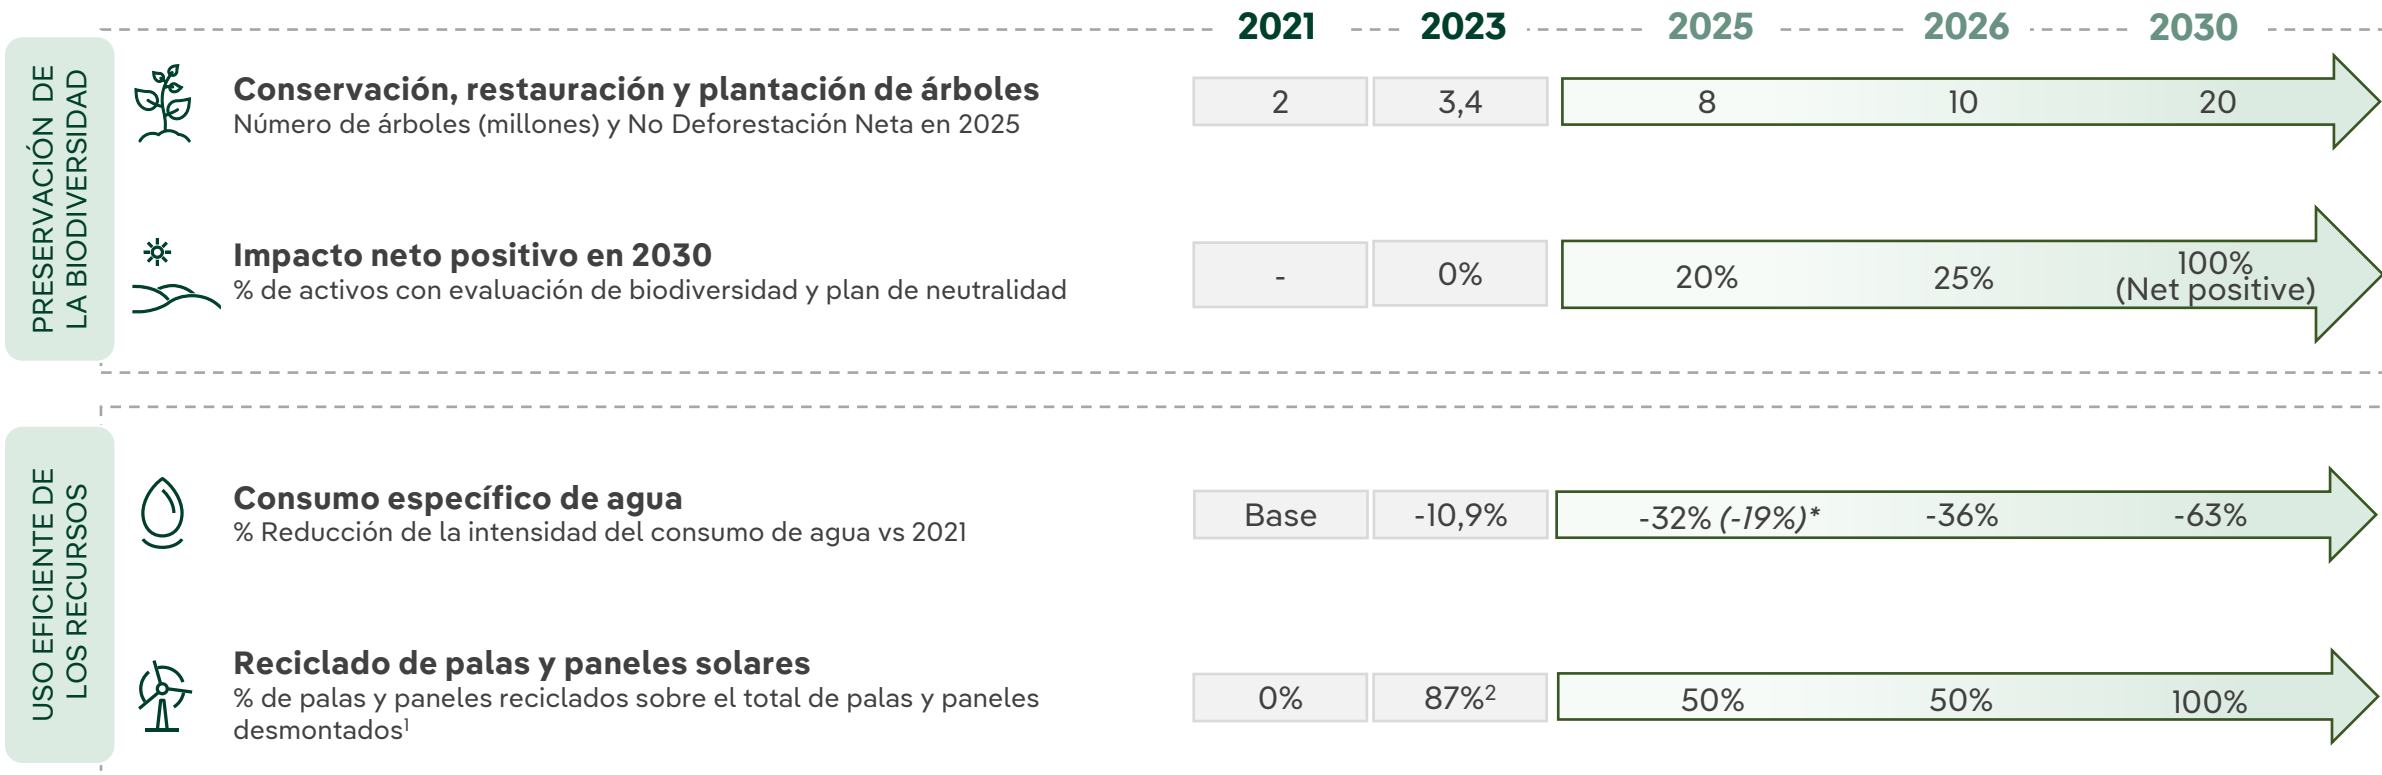 2021 2023 2025 2026 2030
PRESERVACIÓN DE
LA BIODIVERSIDAD
Conservación, restauración y plantación de árboles
Número de árboles (millones) y No Deforestación Neta en 2025
2 3,4 8 10 20
Impacto neto positivo en 2030
% de activos con evaluación de biodiversidad y plan de neutralidad
- 0% 20% 25% 100%
(Net positive)
USO EFICIENTE DE
LOS RECURSOS
Consumo específico de agua
% Reducción de la intensidad del consumo de agua vs 2021
Base -10,9% -32% (-19%)* -36% -63%
Reciclado de palas y paneles solares
% de palas y paneles reciclados sobre el total de palas y paneles
desmontados¹
0% 87%² 50% 50% 100%